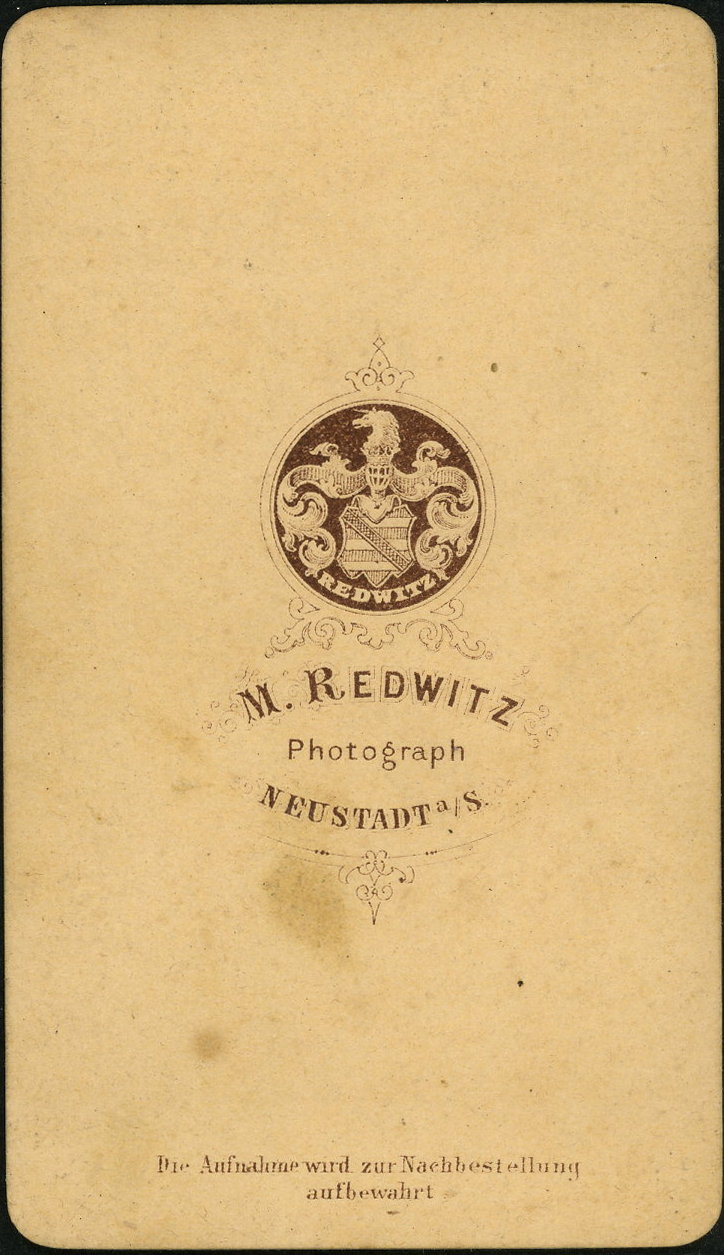 REDWITZ
M. REDWITZ
Photograph
NEUSTADT a/S.
Die Aufnahme wird zur Nachbestellung
aufbewahrt